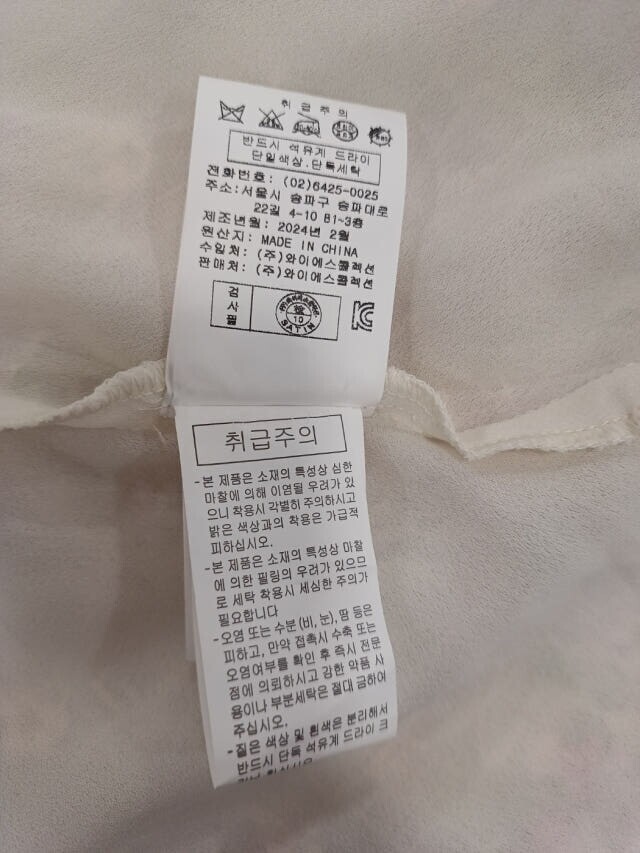 취급주의
반드시 석유계 드라이
단일색상.단독세탁
전화번호: (02)6425-0025
주소:서울시 송파구 송파대로
22길 4-10 B1~3층
제조년월: 2024년 2월
원산지: MADE IN CHINA
수입처: (주)와이에스콜렉션
판매처: (주)와이에스콜렉션
검
사
필
10
SATIN
취급주의
-본 제품은 소재의 특성상 심한
마찰에 의해 이염될 우려가 있
으니 착용시 각별히 주의하시고
밝은 색상과의 착용은 가급적
피하십시오.
-본 제품은 소재의 특성상 마찰
에 의한 필링의 우려가 있으므
로 세탁 착용시 세심한 주의가
필요합니다
-오염 또는 수분(비,눈), 땀 등은
피하고, 만약 접촉시 수축 또는
오염여부를 확인 후 즉시 전문
점에 의뢰하시고 강한 약품 사
용이나 부분세탁은 절대 금하여
주십시오.
-짙은 색상 및 흰색은 분리해서
반드시 단독 석유계 드라이 크